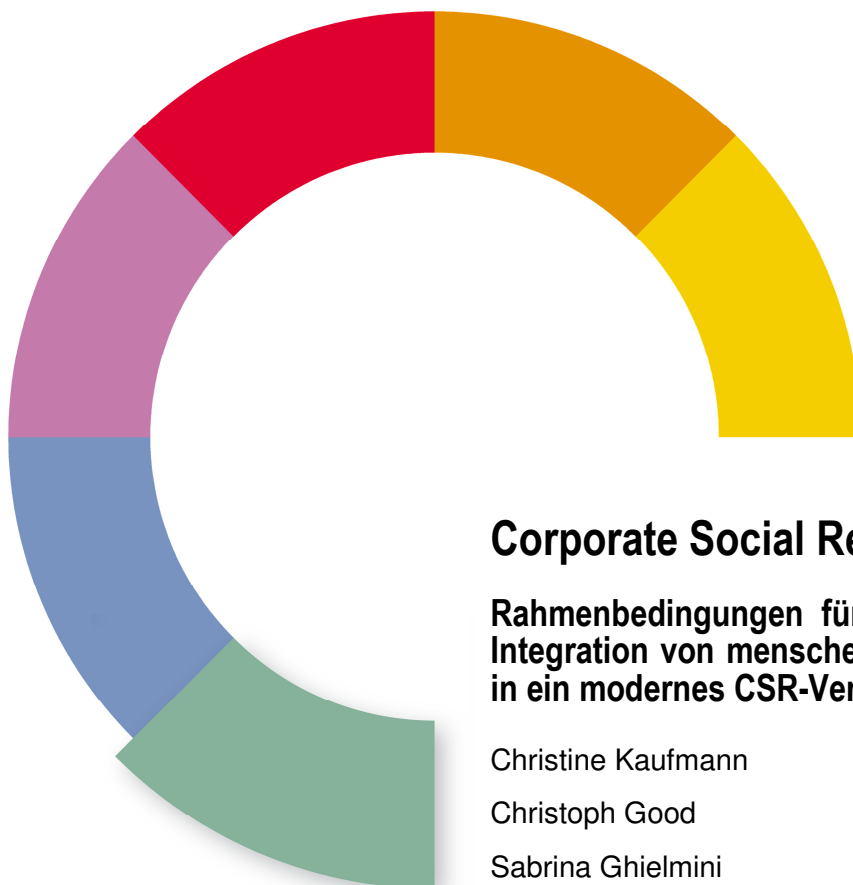 Corporate Social Re
Rahmenbedingungen für
Integration von mensche
in ein modernes CSR-Ver
Christine Kaufmann
Christoph Good
Sabrina Ghielmini